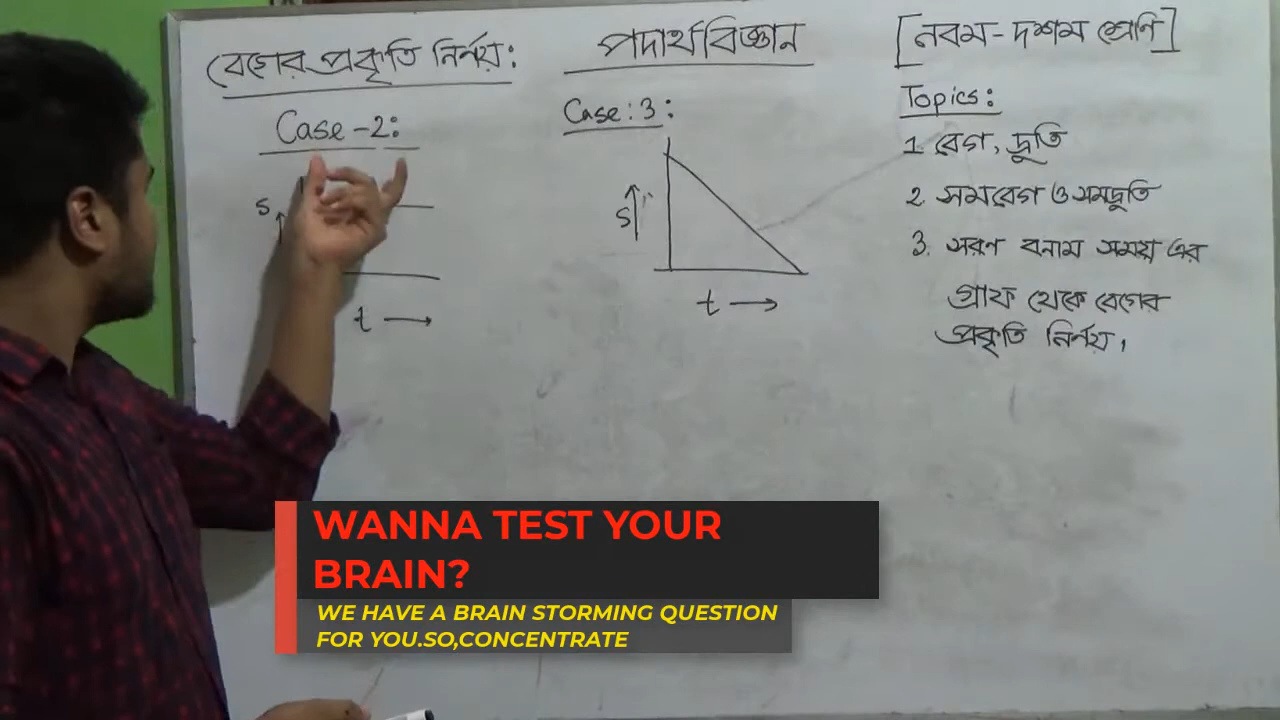 বেগের প্রকৃতি নির্ণয়:
পদার্থবিজ্ঞান
[নবম-দশম শ্রেণি]
Case-2:
s
t
Case:3:
s
t
Topics:
1. বেগ, দ্রুতি
2. সমবেগ ও সমদ্রুতি
3. সরণ বনাম সময় এর
গ্রাফ থেকে বেগের
প্রকৃতি নির্ণয়।
WANNA TEST YOUR
BRAIN?
WE HAVE A BRAIN STORMING QUESTION
FOR YOU.SO,CONCENTRATE